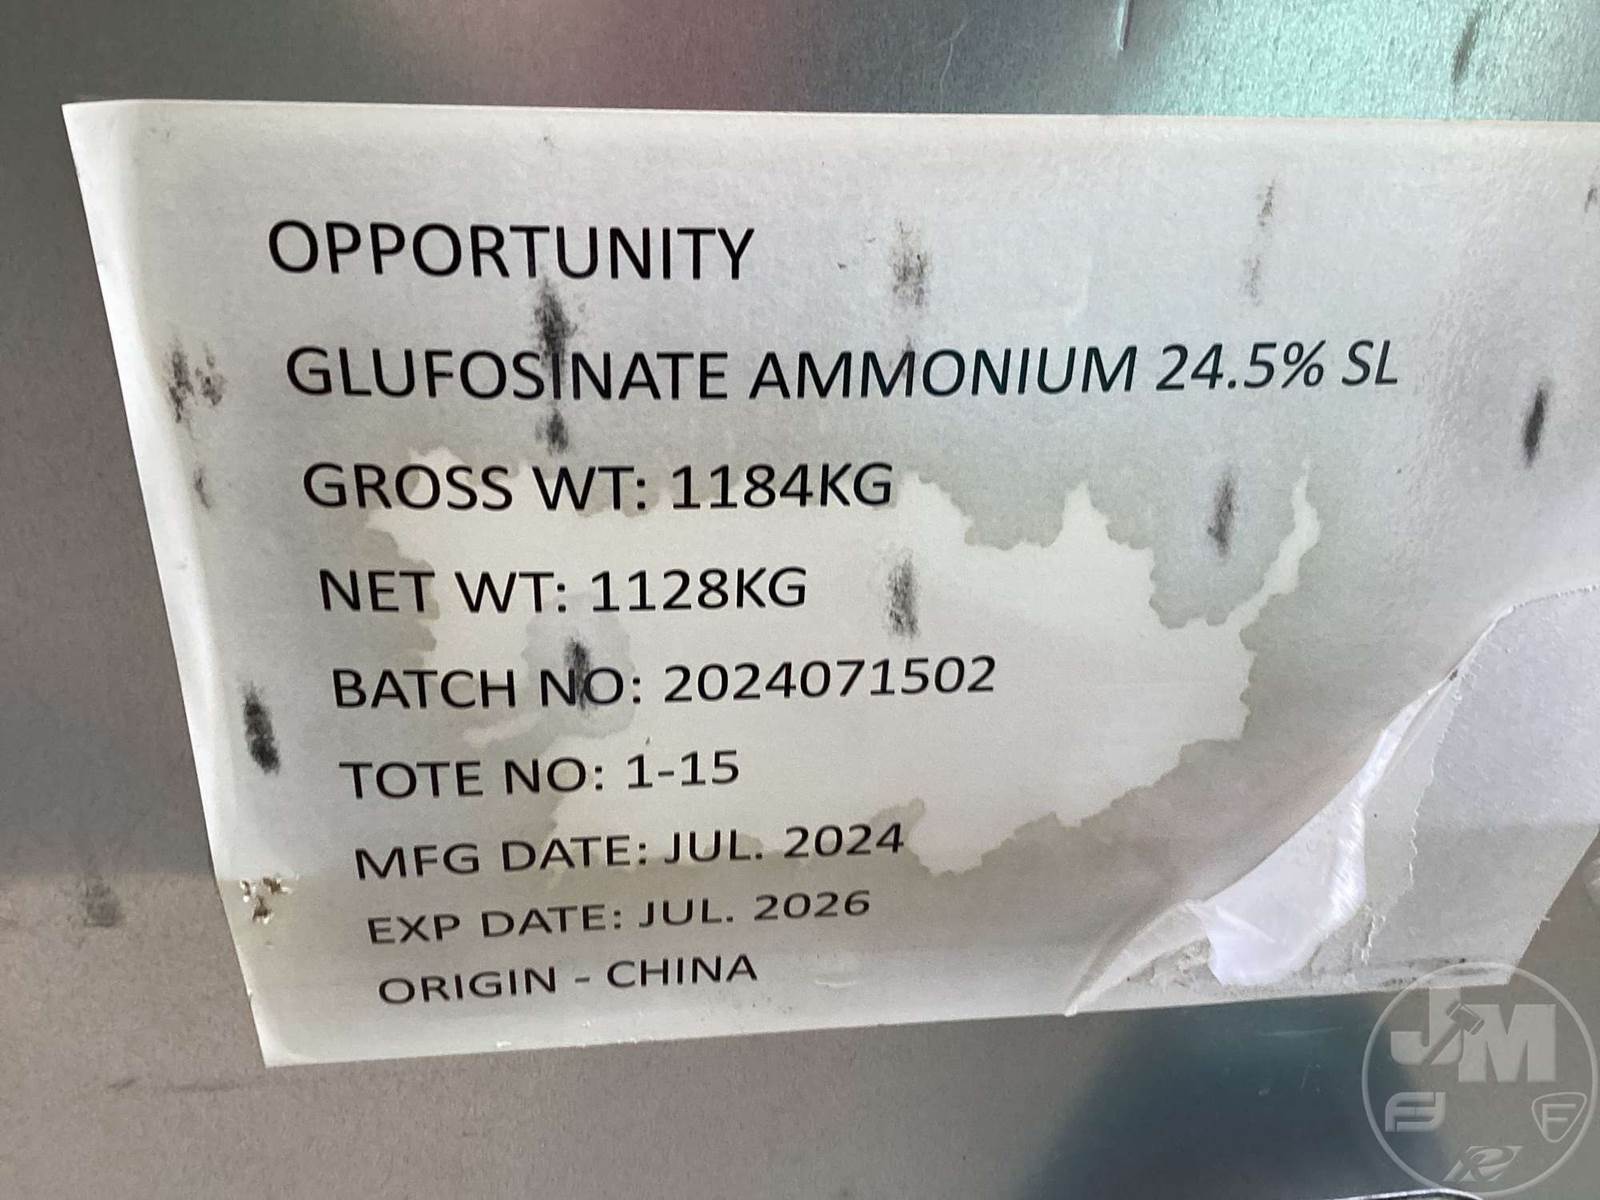 OPPORTUNITY
GLUFOSINATE AMMONIUM 24.5% SL
GROSS WT: 1184KG
NET WT: 1128KG
BATCH NO: 2024071502
TOTE NO: 1-15
MFG DATE: JUL. 2024
EXP DATE: JUL. 2026
ORIGIN - CHINA
JM